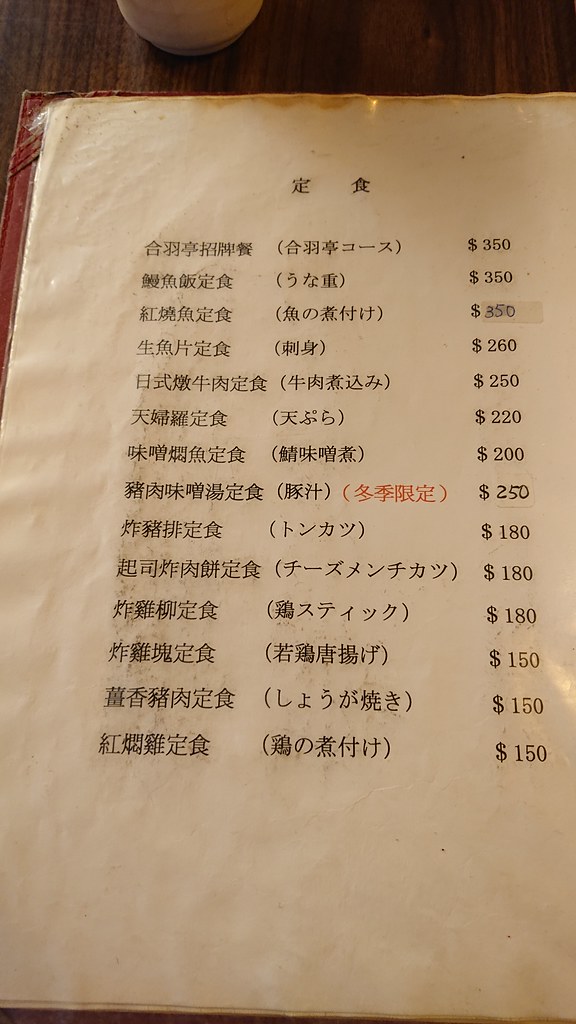 定　食
合羽亭招牌餐 （合羽亭コース） $350
鰻魚飯定食 （うな重） $350
紅燒魚定食 （魚の煮付け） $350
生魚片定食 （刺身） $260
日式燉牛肉定食（牛肉煮込み） $250
天婦羅定食 （天ぷら） $220
味噌燜魚定食 （鯖味噌煮） $200
豬肉味噌湯定食（豚汁）（冬季限定） $250
炸豬排定食 （トンカツ） $180
起司炸肉餅定食（チーズメンチカツ） $180
炸雞柳定食 （鶏スティック） $180
炸雞塊定食 （若鶏唐揚げ） $150
薑香豬肉定食 （しょうが焼き） $150
紅燜雞定食 （鶏の煮付け） $150